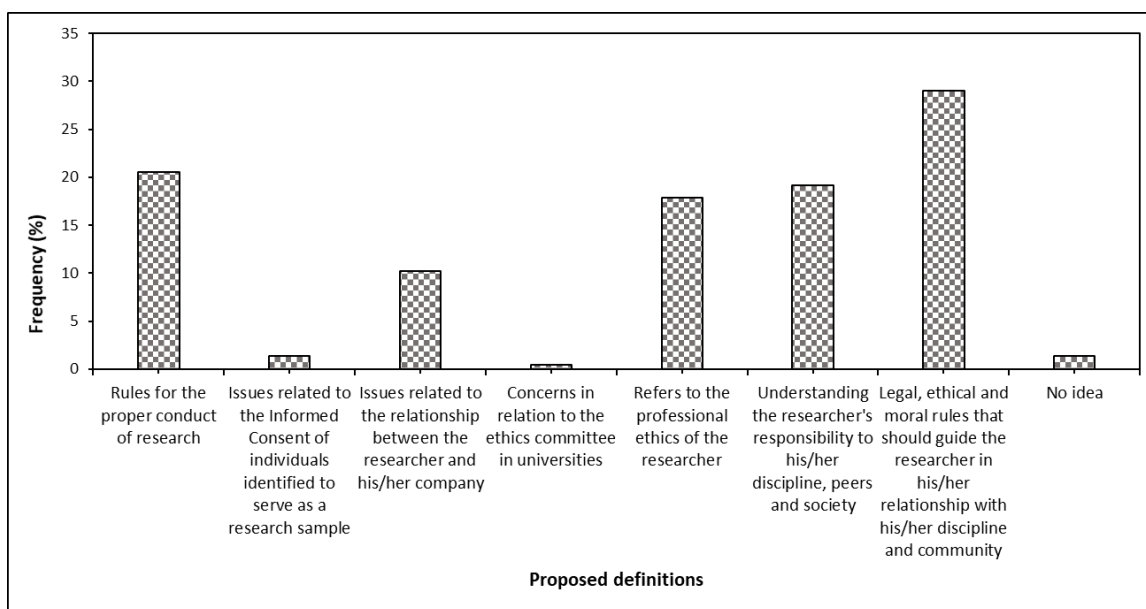 35
30
25
20
15
10
5
0
Frequency (%)
Rules for the
proper conduct
of research
Issues related to
the Informed
Consent of
individuals
identified to
serve as a
research sample
Issues related to
the relationship
between the
researcher and
his/her company
Concerns in
relation to the
ethics committee
in universities
Refers to the
professional
ethics of the
researcher
Understanding
the researcher's
responsibility to
his/her
discipline, peers
and society
Legal, ethical and
moral rules that
should guide the
researcher in
his/her
relationship with
his/her discipline
and community
No idea
Proposed definitions